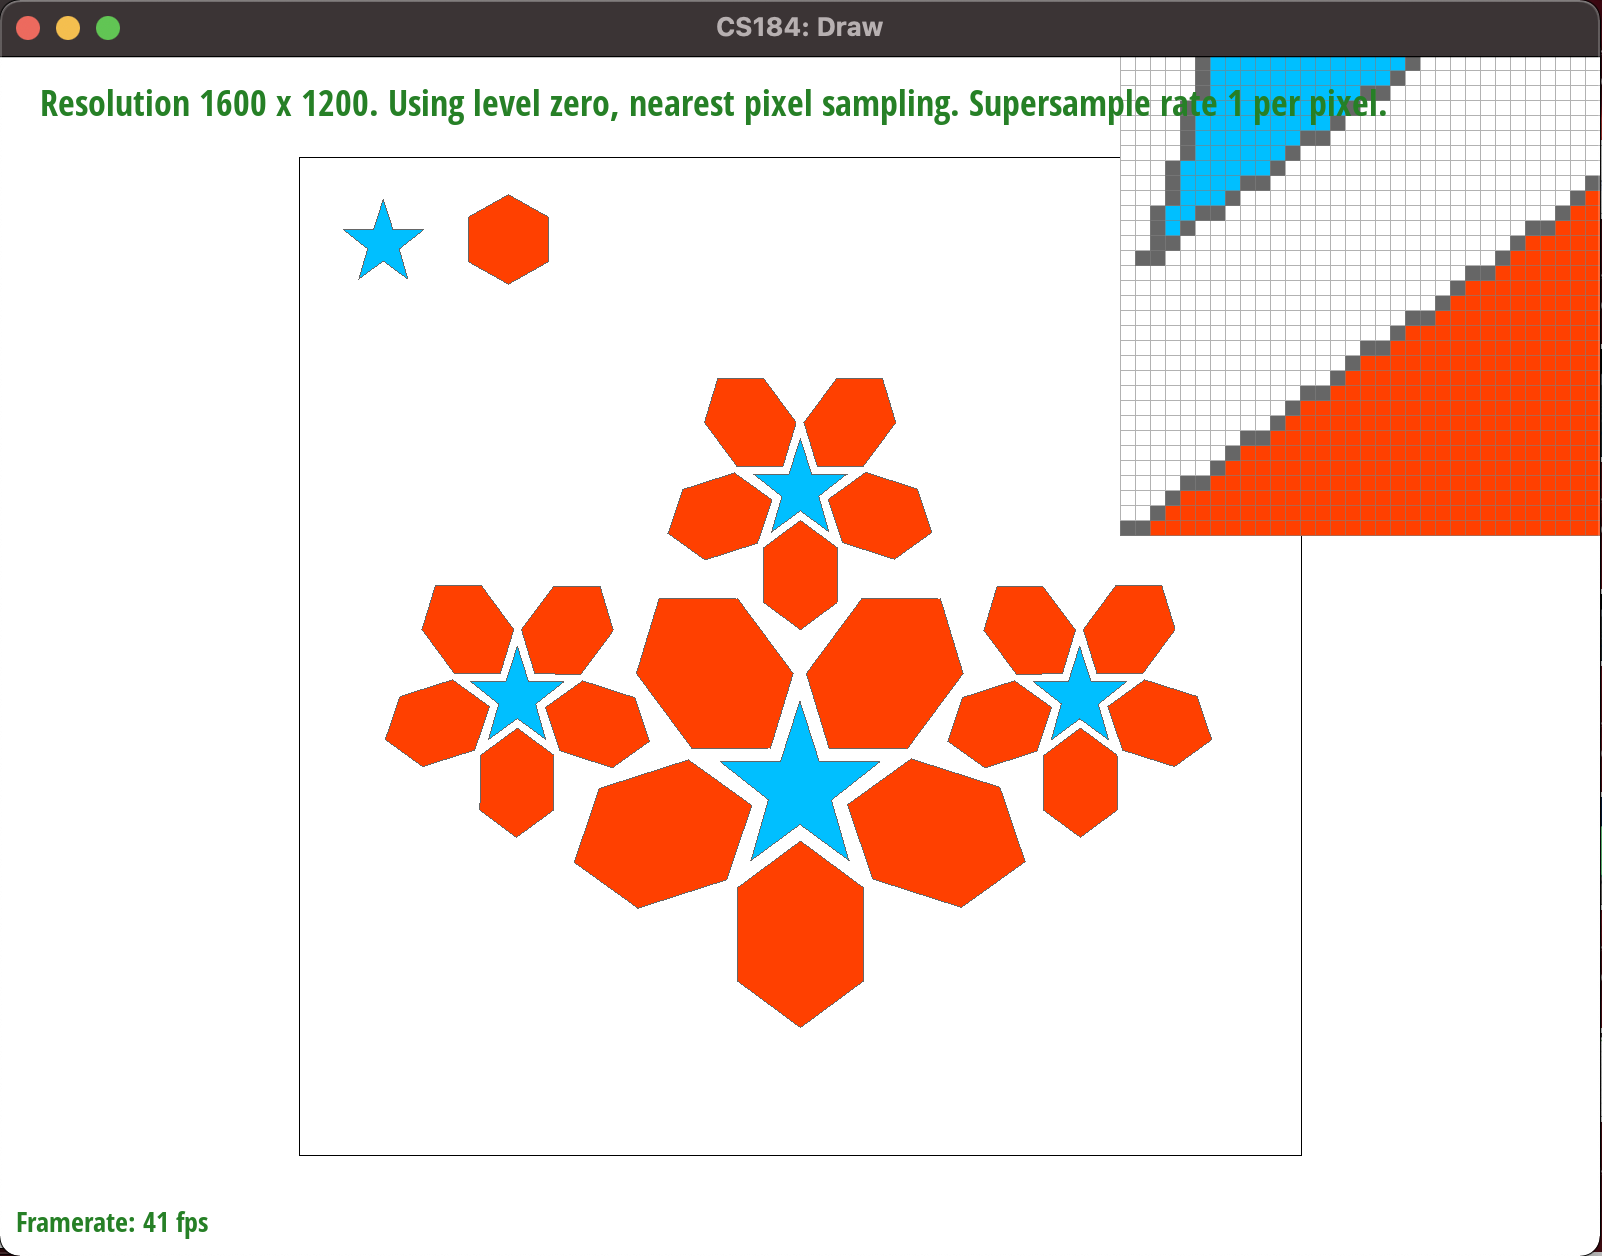 CS184: Draw
Resolution 1600 x 1200. Using level zero, nearest pixel sampling. Supersample rate 1 per pixel.
Framerate: 41 fps